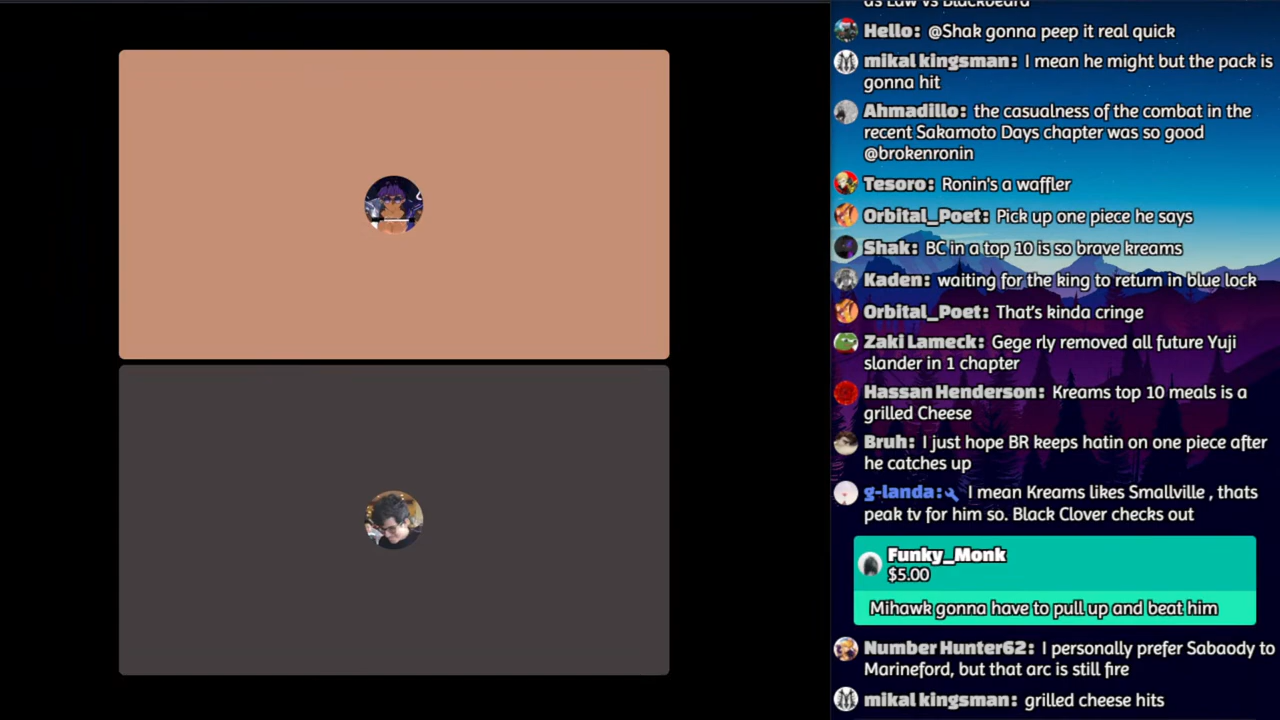 as Law vs Blackbeard
Hello: @Shak gonna peep it real quick
mikal kingsman: I mean he might but the pack is
gonna hit
Ahmadillo: the casualness of the combat in the
recent Sakamoto Days chapter was so good
@brokenronin
Tesoro: Ronin's a waffler
Orbital_Poet: Pick up one piece he says
Shak: BC in a top 10 is so brave kreams
Kaden: waiting for the king to return in blue lock
Orbital_Poet: That's kinda cringe
Zaki Lameck: Gege rly removed all future Yuji
slander in 1 chapter
Hassan Henderson: Kreams top 10 meals is a
grilled Cheese
Bruh: I just hope BR keeps hatin on one piece after
he catches up
g-landa: I mean Kreams likes Smallville , thats
peak tv for him so. Black Clover checks out
Funky_Monk
$5.00
Mihawk gonna have to pull up and beat him
Number Hunter62: I personally prefer Sabaody to
Marineford, but that arc is still fire
mikal kingsman: grilled cheese hits